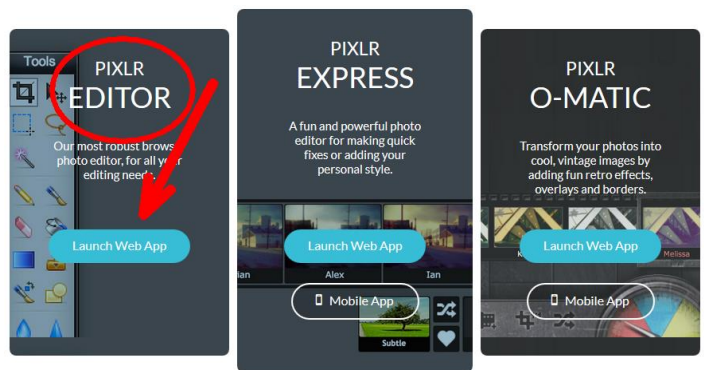 Tools
PIXLR
EDITOR
Our most robust browser
photo editor, for all your
editing needs.
Launch Web App
PIXLR
EXPRESS
A fun and powerful photo
editor for making quick
fixes or adding your
personal style.
Launch Web App
Alex
Ian
Mobile App
Subtle
PIXLR
O-MATIC
Transform your photos into
cool, vintage images by
adding fun retro effects,
overlays and borders.
Launch Web App
Melissa
Mobile App